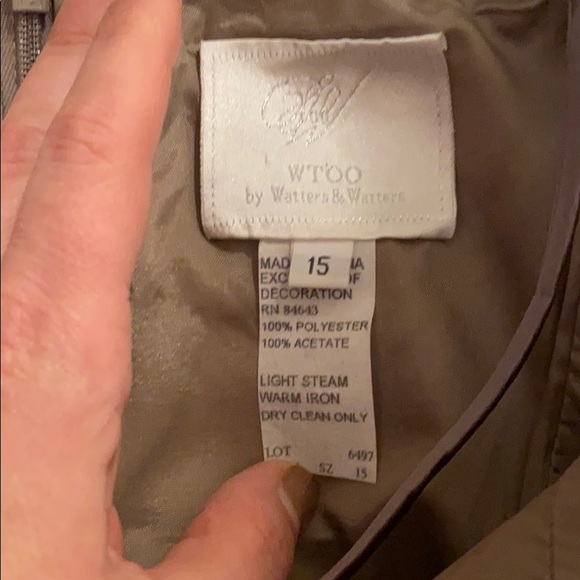 WTOO
by Watters & Watters
15
MAD IA
EXC OF
DECORATION
RN 84643
100% POLYESTER
100% ACETATE
LIGHT STEAM
WARM IRON
DRY CLEAN ONLY
LOT 6497
SZ 15